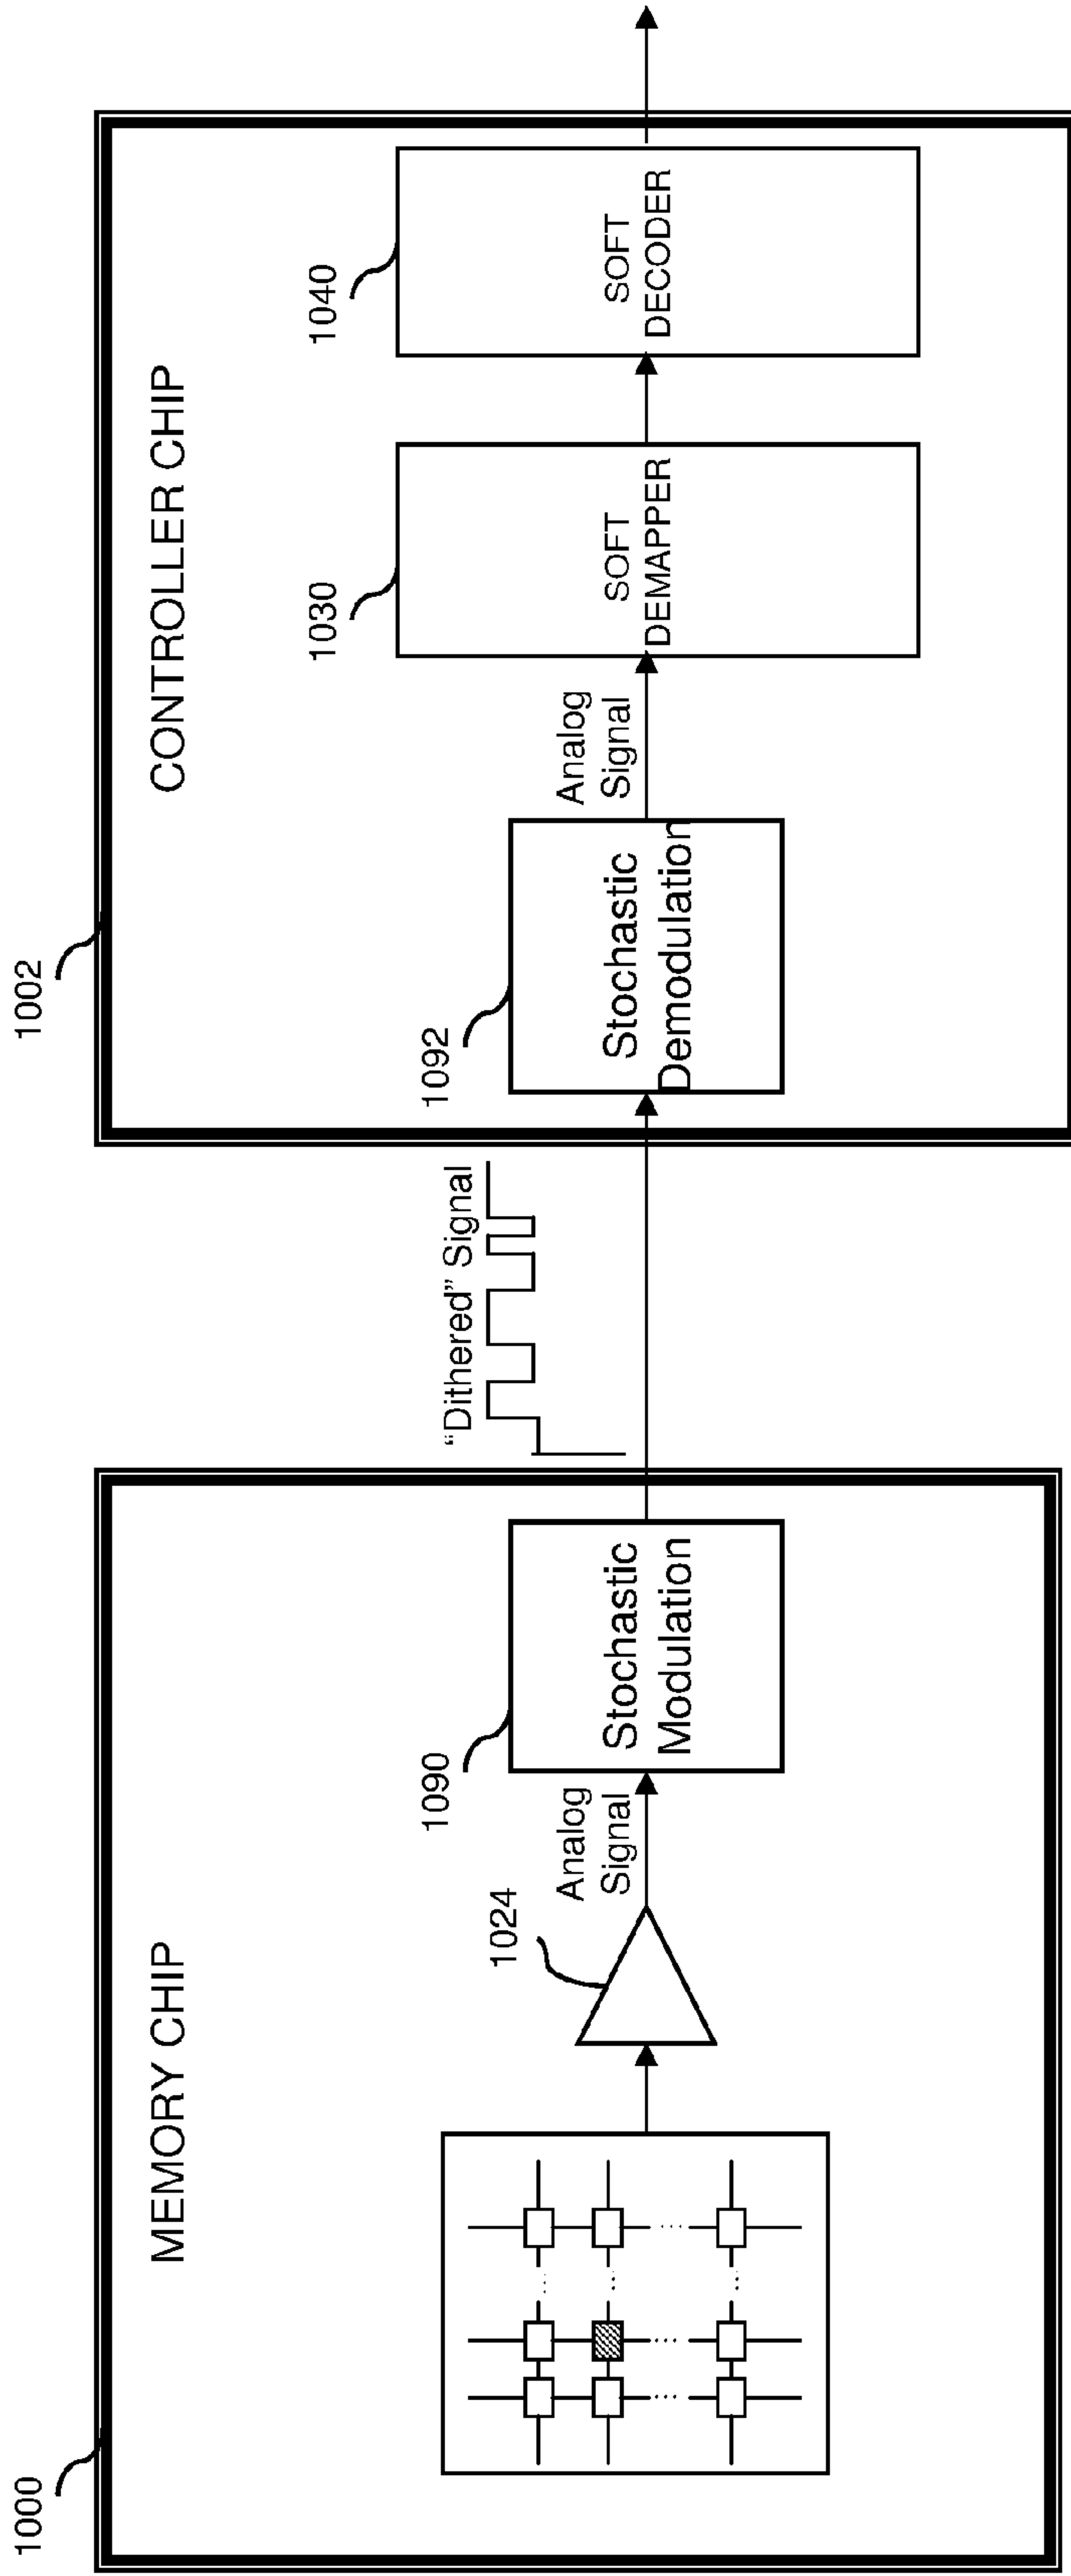 1000
MEMORY CHIP
1024
Analog
Signal
1090
Stochastic
Modulation
“Dithered” Signal
1002
CONTROLLER CHIP
1092
Stochastic
Demodulation
Analog
Signal
1030
SOFT
DEMAPPER
1040
SOFT
DECODER